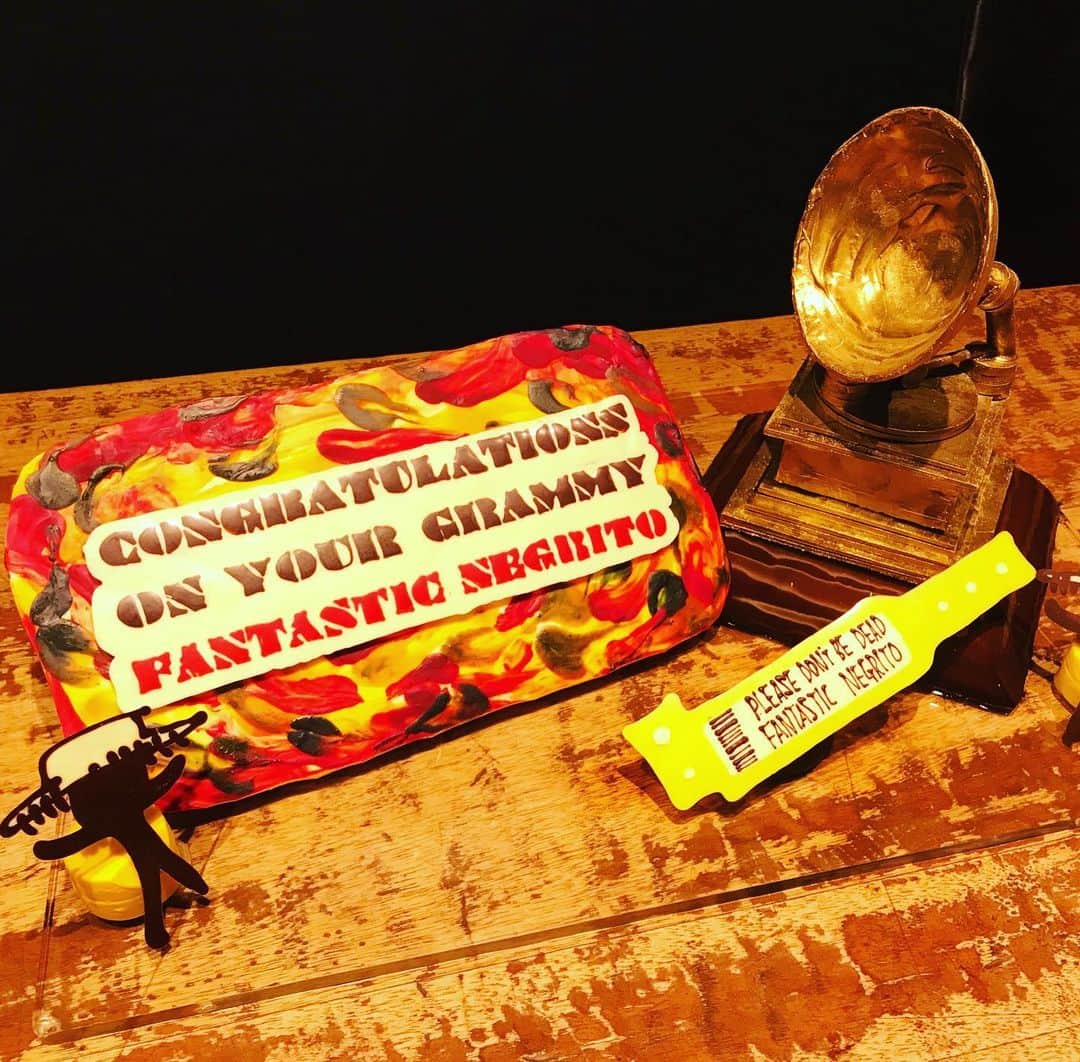 CONGRATULATIONS
ON YOUR GRAMMY
FANTASTIC NEGRITO
PLEASE DON'T BE DEAD
FANTASTIC NEGRITO